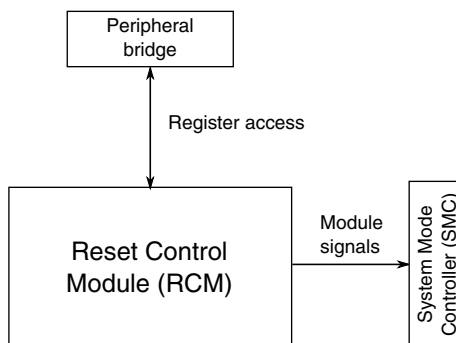 Peripheral
bridge
Register access
Reset Control
Module (RCM)
Module
signals
System Mode
Controller (SMC)